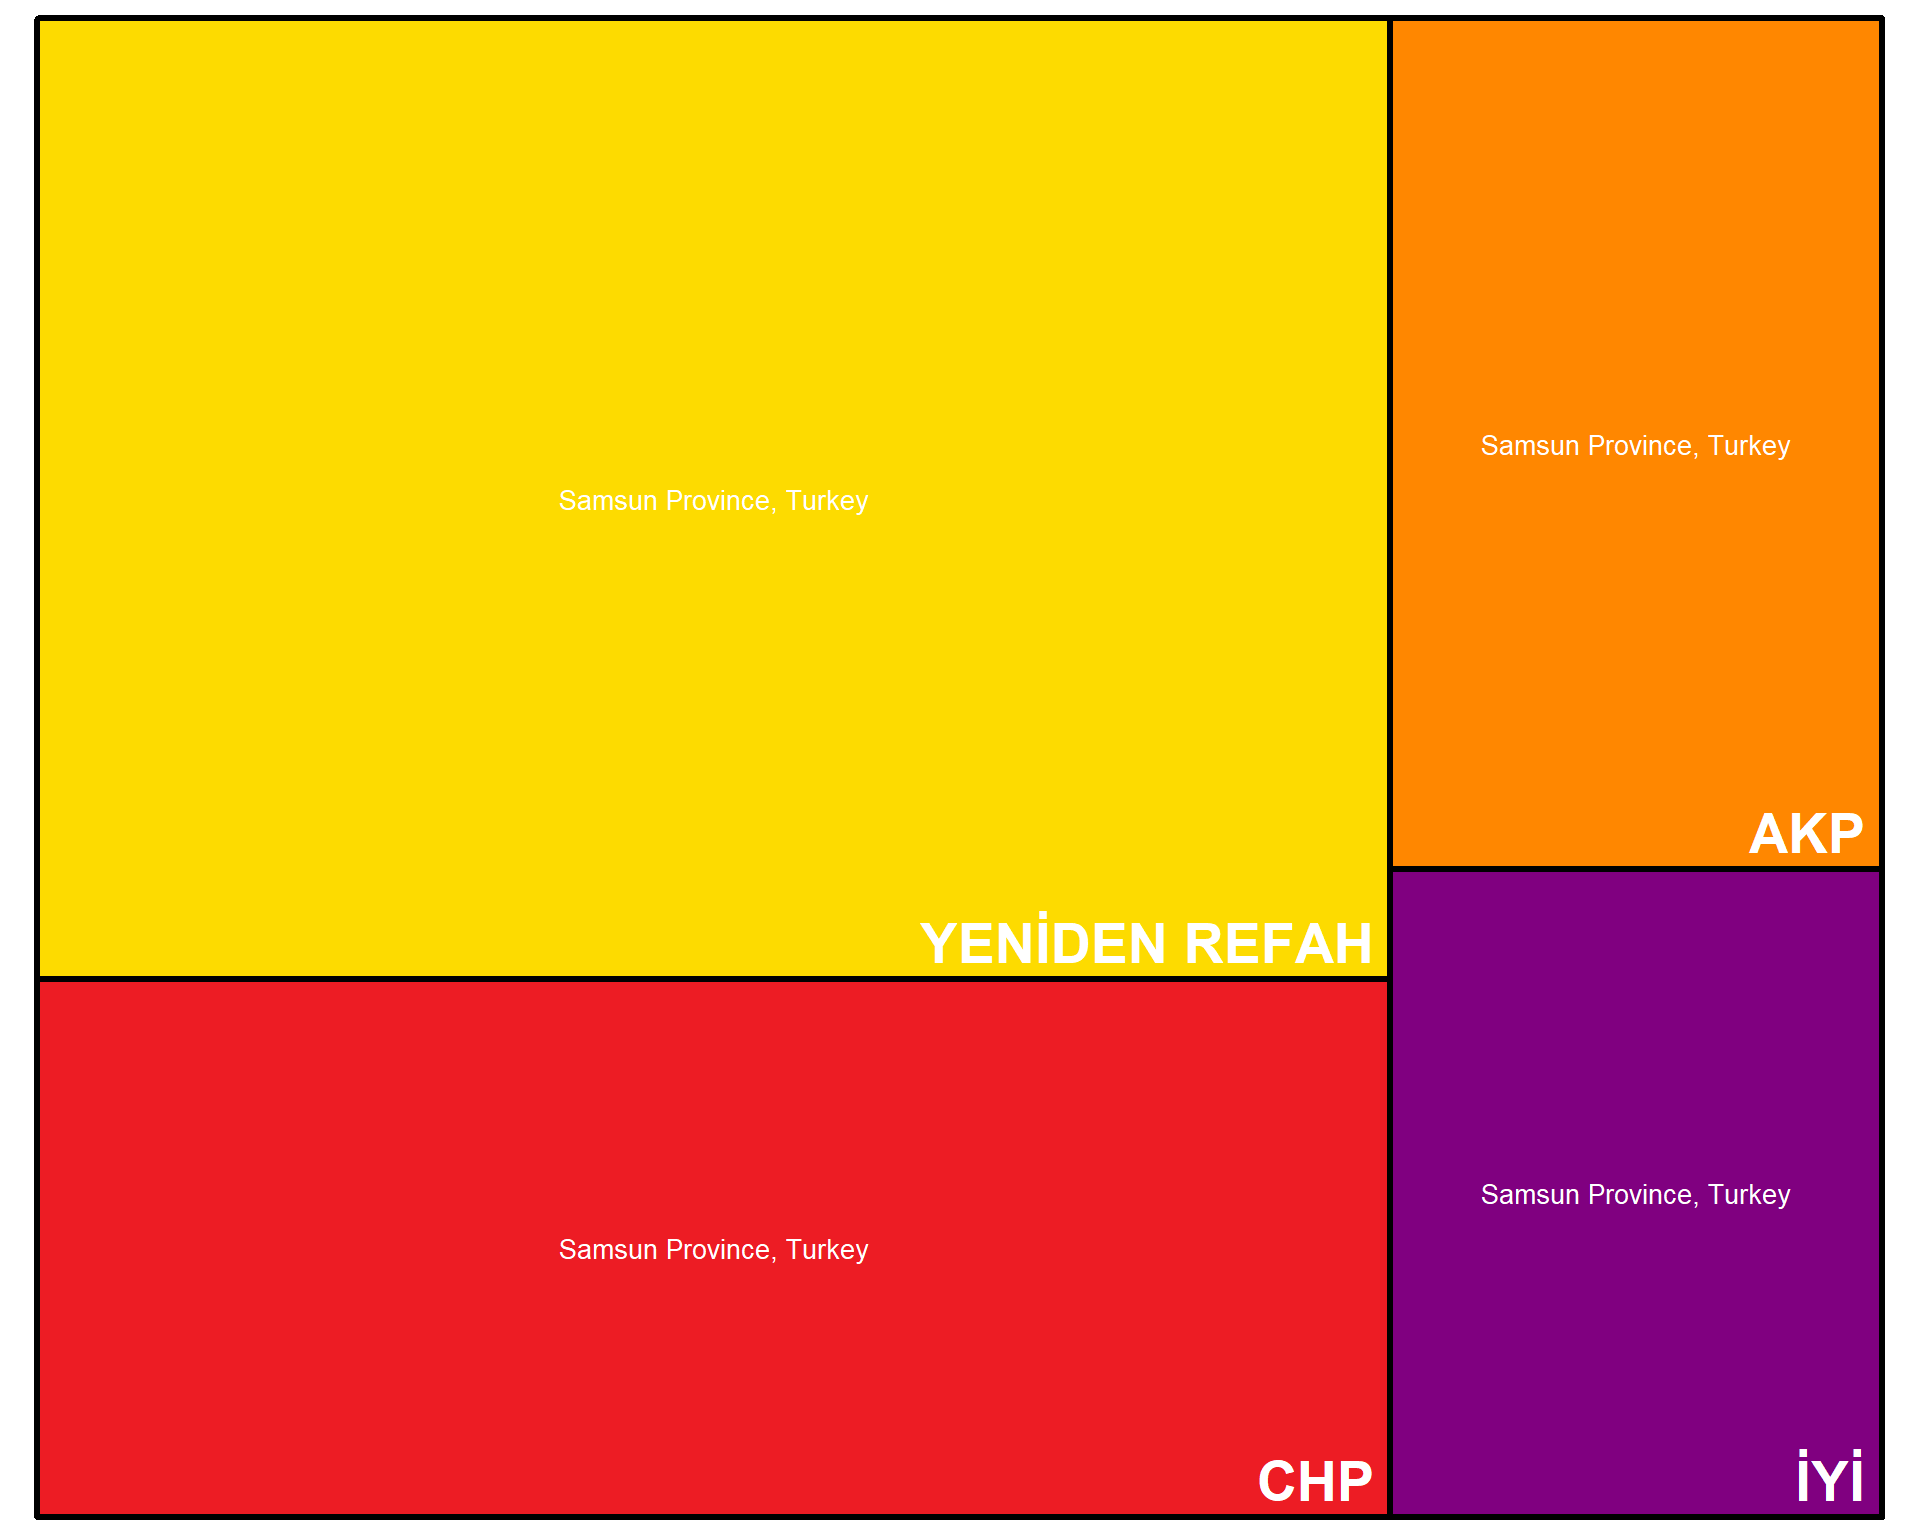 Samsun Province, Turkey
YENİDEN REFAH
Samsun Province, Turkey
AKP
Samsun Province, Turkey
CHP
Samsun Province, Turkey
İYİ